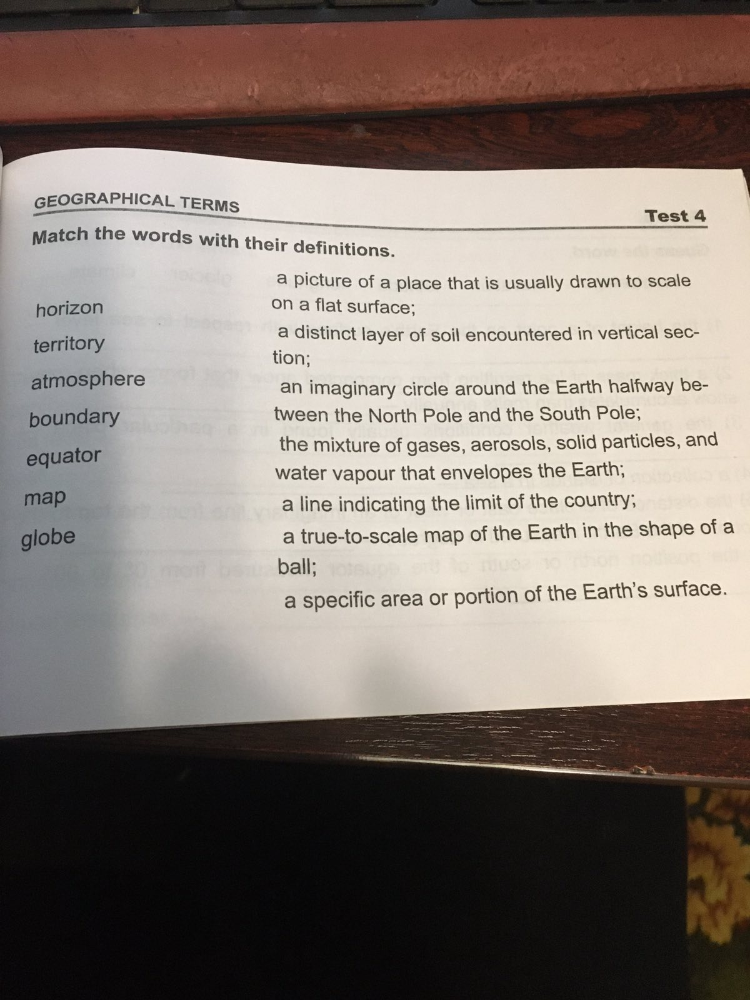 GEOGRAPHICAL TERMS
Test 4
Match the words with their definitions.
horizon
territory
atmosphere
boundary
equator
map
globe
a picture of a place that is usually drawn to scale
on a flat surface;
a distinct layer of soil encountered in vertical sec-
tion;
an imaginary circle around the Earth halfway be-
tween the North Pole and the South Pole;
the mixture of gases, aerosols, solid particles, and
water vapour that envelopes the Earth;
a line indicating the limit of the country;
a true-to-scale map of the Earth in the shape of a
ball;
a specific area or portion of the Earth's surface.